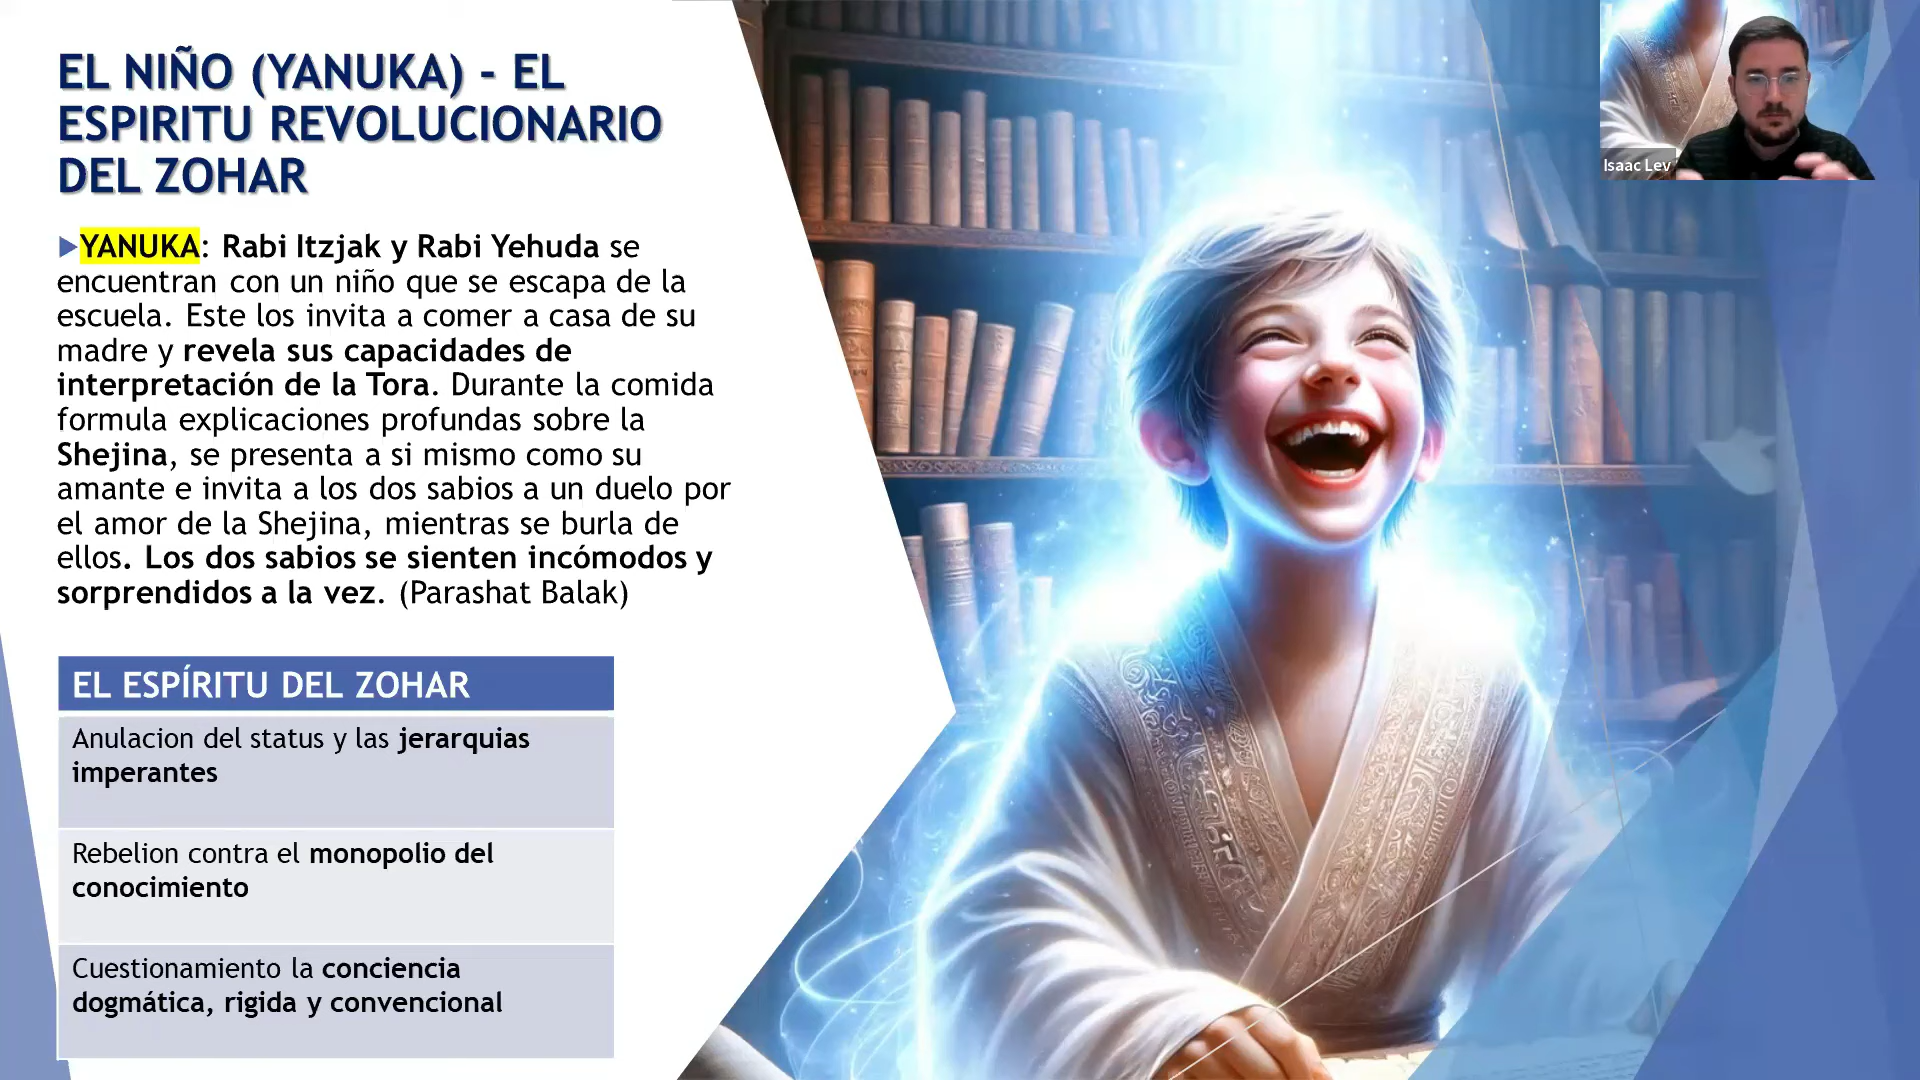 EL NIÑO (YANUKA) - EL
ESPIRITU REVOLUCIONARIO
DEL ZOHAR
YANUKA: Rabi Itzjak y Rabi Yehuda se
encuentran con un niño que se escapa de la
escuela. Este los invita a comer a casa de su
madre y revela sus capacidades de
interpretación de la Tora. Durante la comida
formula explicaciones profundas sobre la
Shejina, se presenta a si mismo como su
amante e invita a los dos sabios a un duelo por
el amor de la Shejina, mientras se burla de
ellos. Los dos sabios se sienten incómodos y
sorprendidos a la vez. (Parashat Balak)
EL ESPÍRITU DEL ZOHAR
Anulacion del status y las jerarquias
imperantes
Rebelion contra el monopolio del
conocimiento
Cuestionamiento la conciencia
dogmática, rigida y convencional
Isaac Lev